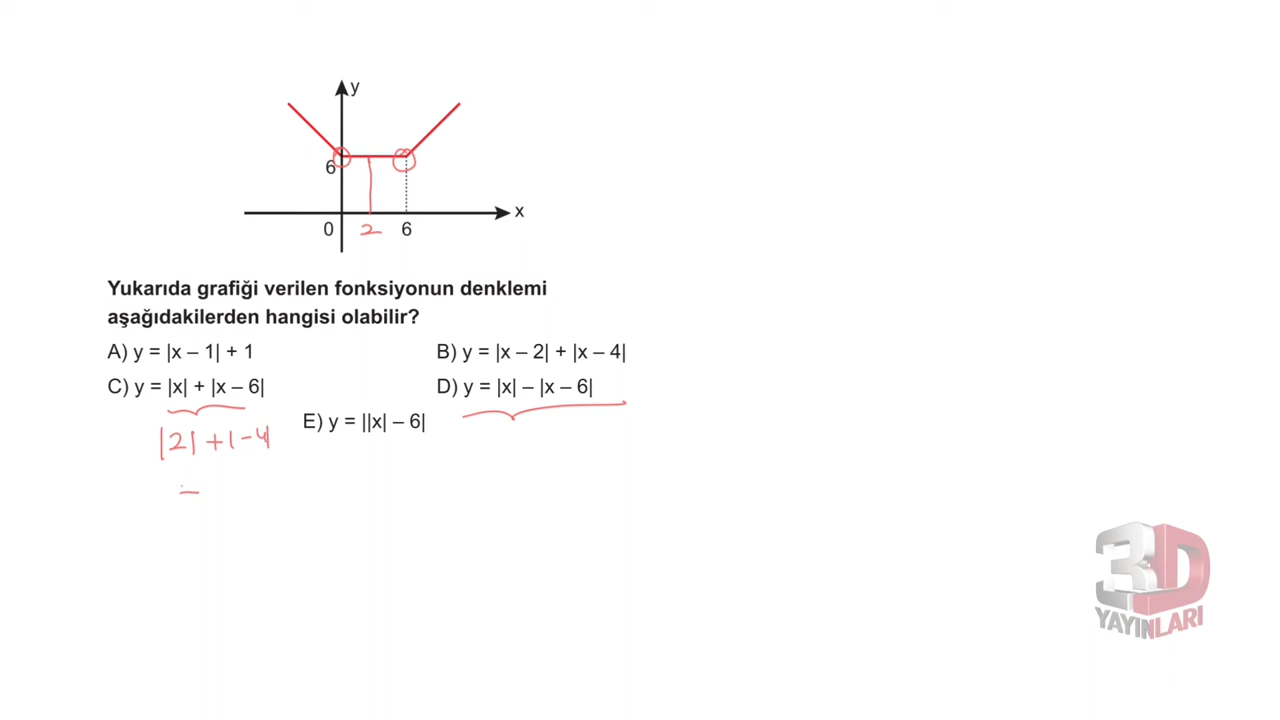 y
6
x
0 2 6
Yukarıda grafiği verilen fonksiyonun denklemi
aşağıdakilerden hangisi olabilir?
A) y = |x – 1| + 1 B) y = |x – 2| + |x – 4|
C) y = |x| + |x – 6| D) y = |x| – |x – 6|
E) y = ||x| – 6|
|2| + |-4|
=
3D
YAYINLARI